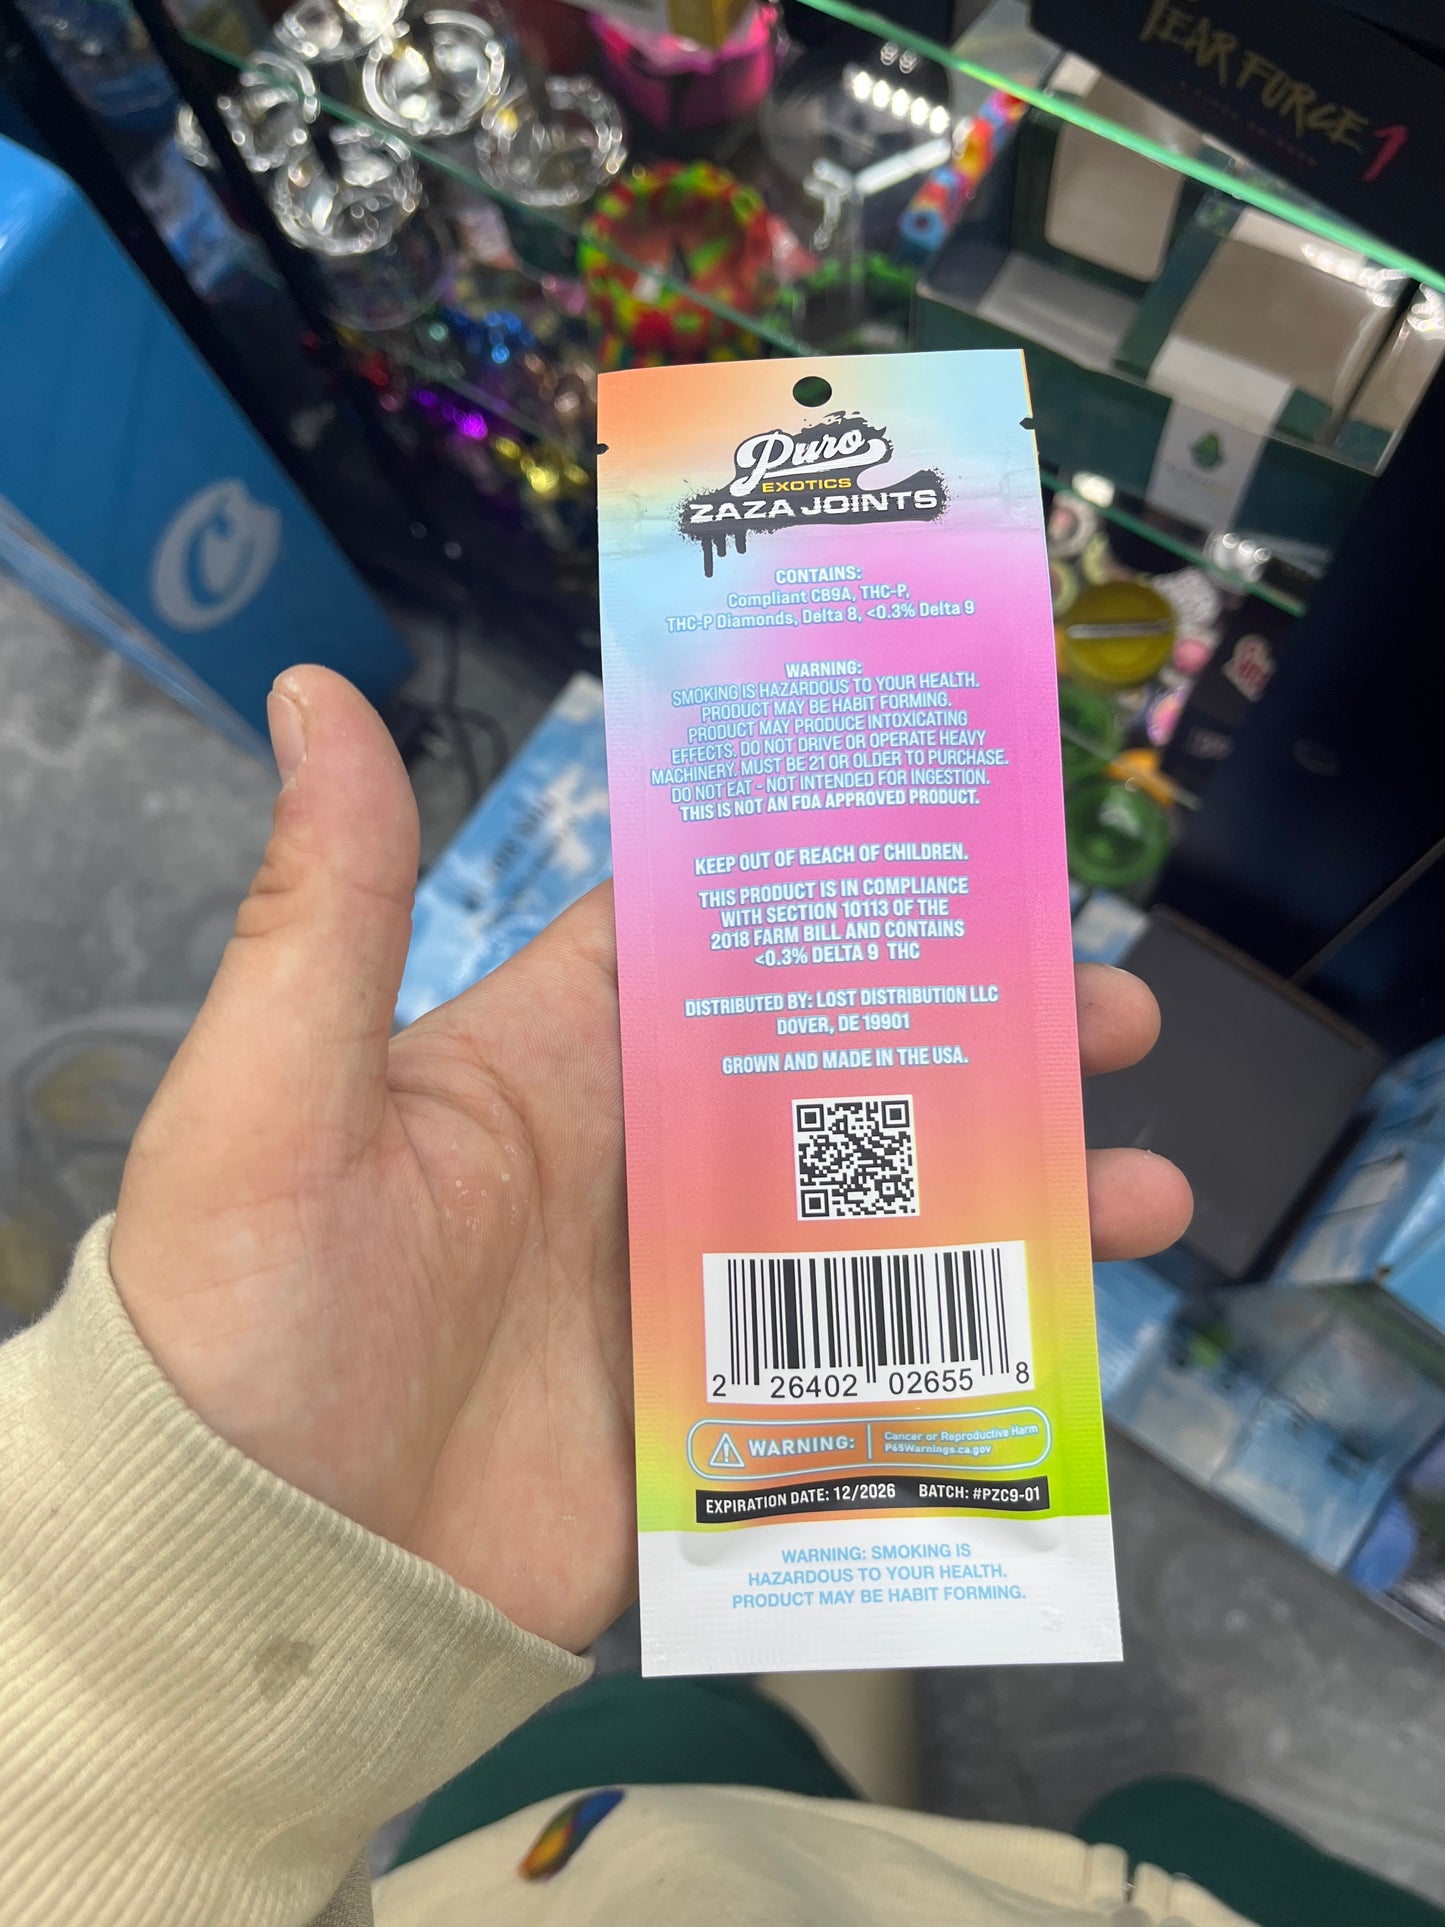 FEAR FORCE 1
Puro
EXOTICS
ZAZA JOINTS
CONTAINS:
Compliant CB9A, THC-P,
THC-P Diamonds, Delta 8, <0.3% Delta 9
WARNING:
SMOKING IS HAZARDOUS TO YOUR HEALTH.
PRODUCT MAY BE HABIT FORMING.
PRODUCT MAY PRODUCE INTOXICATING
EFFECTS. DO NOT DRIVE OR OPERATE HEAVY
MACHINERY. MUST BE 21 OR OLDER TO PURCHASE.
DO NOT EAT - NOT INTENDED FOR INGESTION.
THIS IS NOT AN FDA APPROVED PRODUCT.
KEEP OUT OF REACH OF CHILDREN.
THIS PRODUCT IS IN COMPLIANCE
WITH SECTION 10113 OF THE
2018 FARM BILL AND CONTAINS
<0.3% DELTA 9 THC
DISTRIBUTED BY: LOST DISTRIBUTION LLC
DOVER, DE 19901
GROWN AND MADE IN THE USA.
2 26402 02655 8
WARNING: Cancer or Reproductive Harm
P65Warnings.ca.gov
EXPIRATION DATE: 12/2026 BATCH: #PZC9-01
WARNING: SMOKING IS
HAZARDOUS TO YOUR HEALTH.
PRODUCT MAY BE HABIT FORMING.